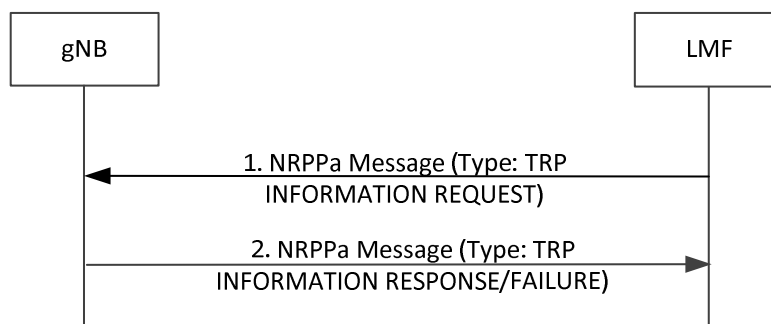 gNB
LMF
1. NRPPa Message (Type: TRP
INFORMATION REQUEST)
2. NRPPa Message (Type: TRP
INFORMATION RESPONSE/FAILURE)